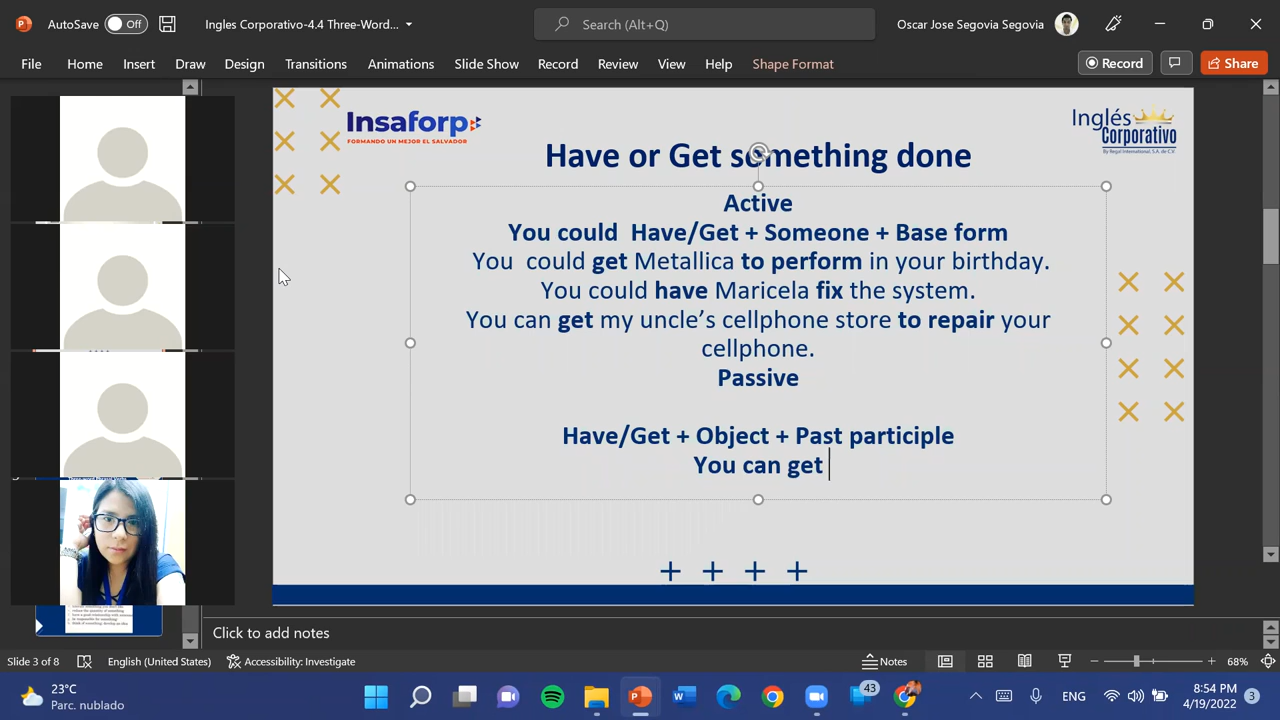 AutoSave Off Ingles Corporativo-4.4 Three-Word... Search (Alt+Q) Oscar Jose Segovia Segovia
File Home Insert Draw Design Transitions Animations Slide Show Record Review View Help Shape Format Record Share
Insaforp
FORMANDO UN MEJOR EL SALVADOR
Inglés
Corporativo
By Regal International, S.A. de C.V.
Have or Get something done
Active
You could Have/Get + Someone + Base form
You could get Metallica to perform in your birthday.
You could have Maricela fix the system.
You can get my uncle’s cellphone store to repair your
cellphone.
Passive
Have/Get + Object + Past participle
You can get
Click to add notes
Slide 3 of 8 English (United States) Accessibility: Investigate Notes 68%
23°C
Parc. nublado
43
ENG
8:54 PM
4/19/2022
3